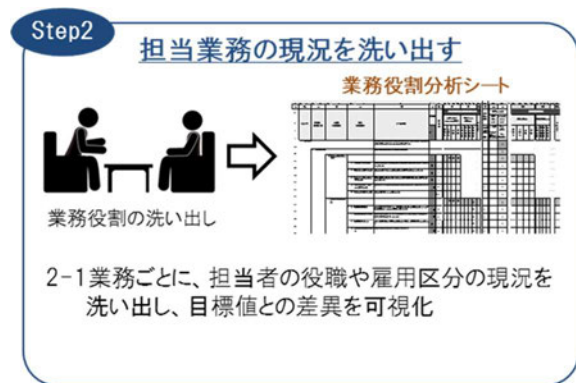 Step2
担当業務の現況を洗い出す
業務役割分析シート
業務役割の洗い出し
2-1業務ごとに、担当者の役職や雇用区分の現況を
洗い出し、目標値との差異を可視化